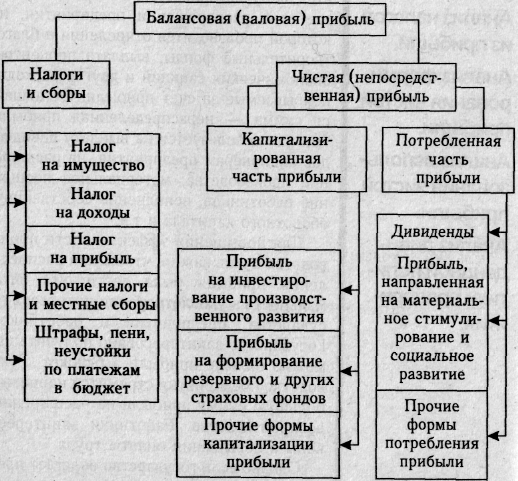 Балансовая (валовая) прибыль
Налоги
и сборы
Чистая (непосредст-
венная) прибыль
Капитализи-
рованная
часть прибыли
Потребленная
часть
прибыли
Налог
на имущество
Налог
на доходы
Налог
на прибыль
Прочие налоги
и местные сборы
Штрафы, пени,
неустойки
по платежам
в бюджет
Прибыль
на инвестиро-
вание производст-
венного развития
Прибыль
на формирование
резервного и других
страховых фондов
Прочие формы
капитализации
прибыли
Дивиденды
Прибыль,
направленная
на материаль-
ное стимули-
рование и
социальное
развитие
Прочие
формы
потребления
прибыли